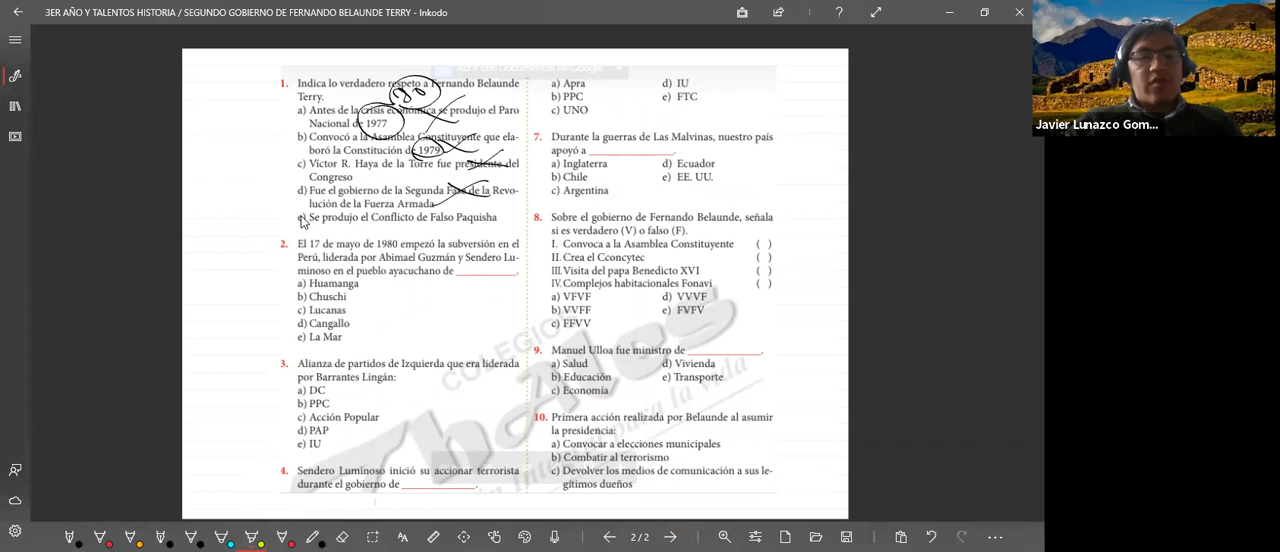 3ER AÑO Y TALENTOS HISTORIA / SEGUNDO GOBIERNO DE FERNANDO BELAUNDE TERRY - Inkodo
Javier Lunazco Gom...
1. Indica lo verdadero respeto a Fernando Belaunde
Terry.
a) Antes de la crisis económica se produjo el Paro
Nacional de 1977
b) Convocó a la Asamblea Constituyente que ela-
boró la Constitución de 1979
c) Víctor R. Haya de la Torre fue presidente del
Congreso
d) Fue el gobierno de la Segunda Fase de la Revo-
lución de la Fuerza Armada
e) Se produjo el Conflicto de Falso Paquisha
2. El 17 de mayo de 1980 empezó la subversión en el
Perú, liderada por Abimael Guzmán y Sendero Lu-
minoso en el pueblo ayacuchano de ____________.
a) Huamanga
b) Chuschi
c) Lucanas
d) Cangallo
e) La Mar
3. Alianza de partidos de Izquierda que era liderada
por Barrantes Lingán:
a) DC
b) PPC
c) Acción Popular
d) PAP
e) IU
4. Sendero Luminoso inició su accionar terrorista
durante el gobierno de _______________.
a) Apra d) IU
b) PPC e) FTC
c) UNO
7. Durante la guerras de Las Malvinas, nuestro país
apoyó a _________________.
a) Inglaterra d) Ecuador
b) Chile e) EE. UU.
c) Argentina
8. Sobre el gobierno de Fernando Belaunde, señala
si es verdadero (V) o falso (F).
I. Convoca a la Asamblea Constituyente ( )
II. Crea el Cconcytec ( )
III. Visita del papa Benedicto XVI ( )
IV. Complejos habitacionales Fonavi ( )
a) VFVF d) VVVF
b) VVFF e) FVFV
c) FFVV
9. Manuel Ulloa fue ministro de _______________.
a) Salud d) Vivienda
b) Educación e) Transporte
c) Economía
10. Primera acción realizada por Belaunde al asumir
la presidencia:
a) Convocar a elecciones municipales
b) Combatir al terrorismo
c) Devolver los medios de comunicación a sus le-
gítimos dueños
COLEGIO
Thales
para la vida
2/2